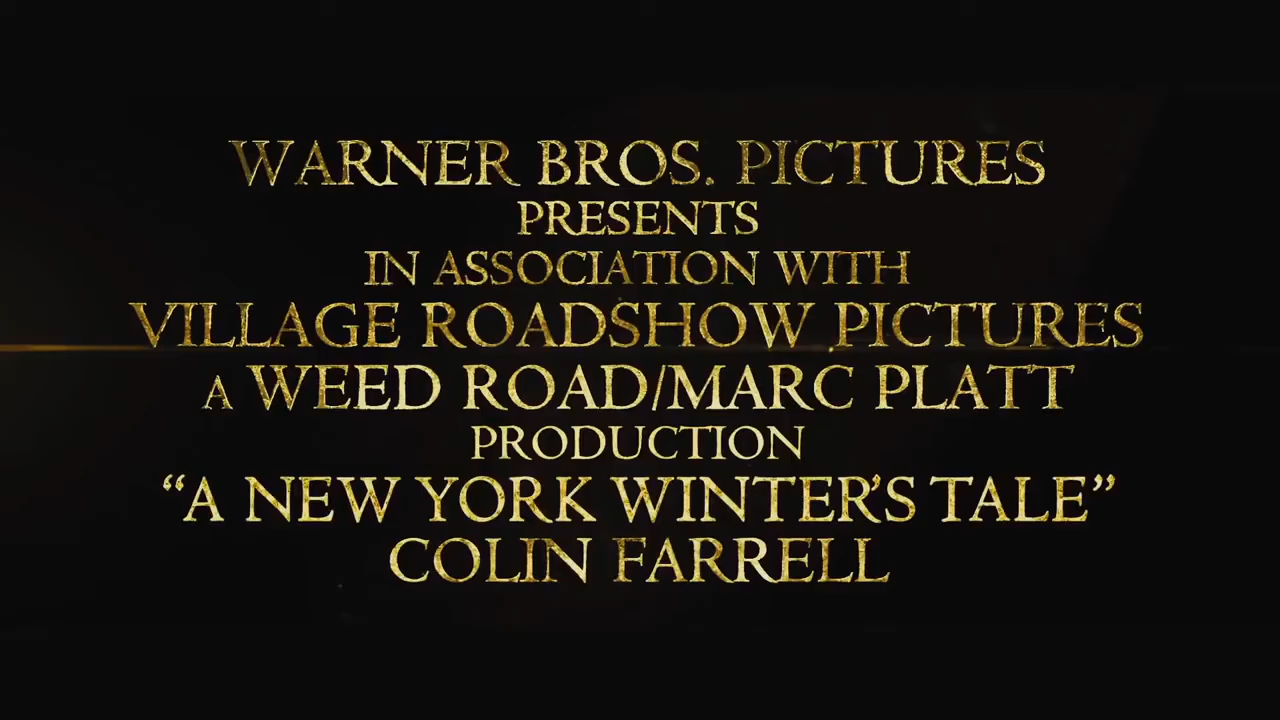 WARNER BROS. PICTURES
PRESENTS
IN ASSOCIATION WITH
VILLAGE ROADSHOW PICTURES
A WEED ROAD/MARC PLATT
PRODUCTION
“A NEW YORK WINTER’S TALE”
COLIN FARRELL